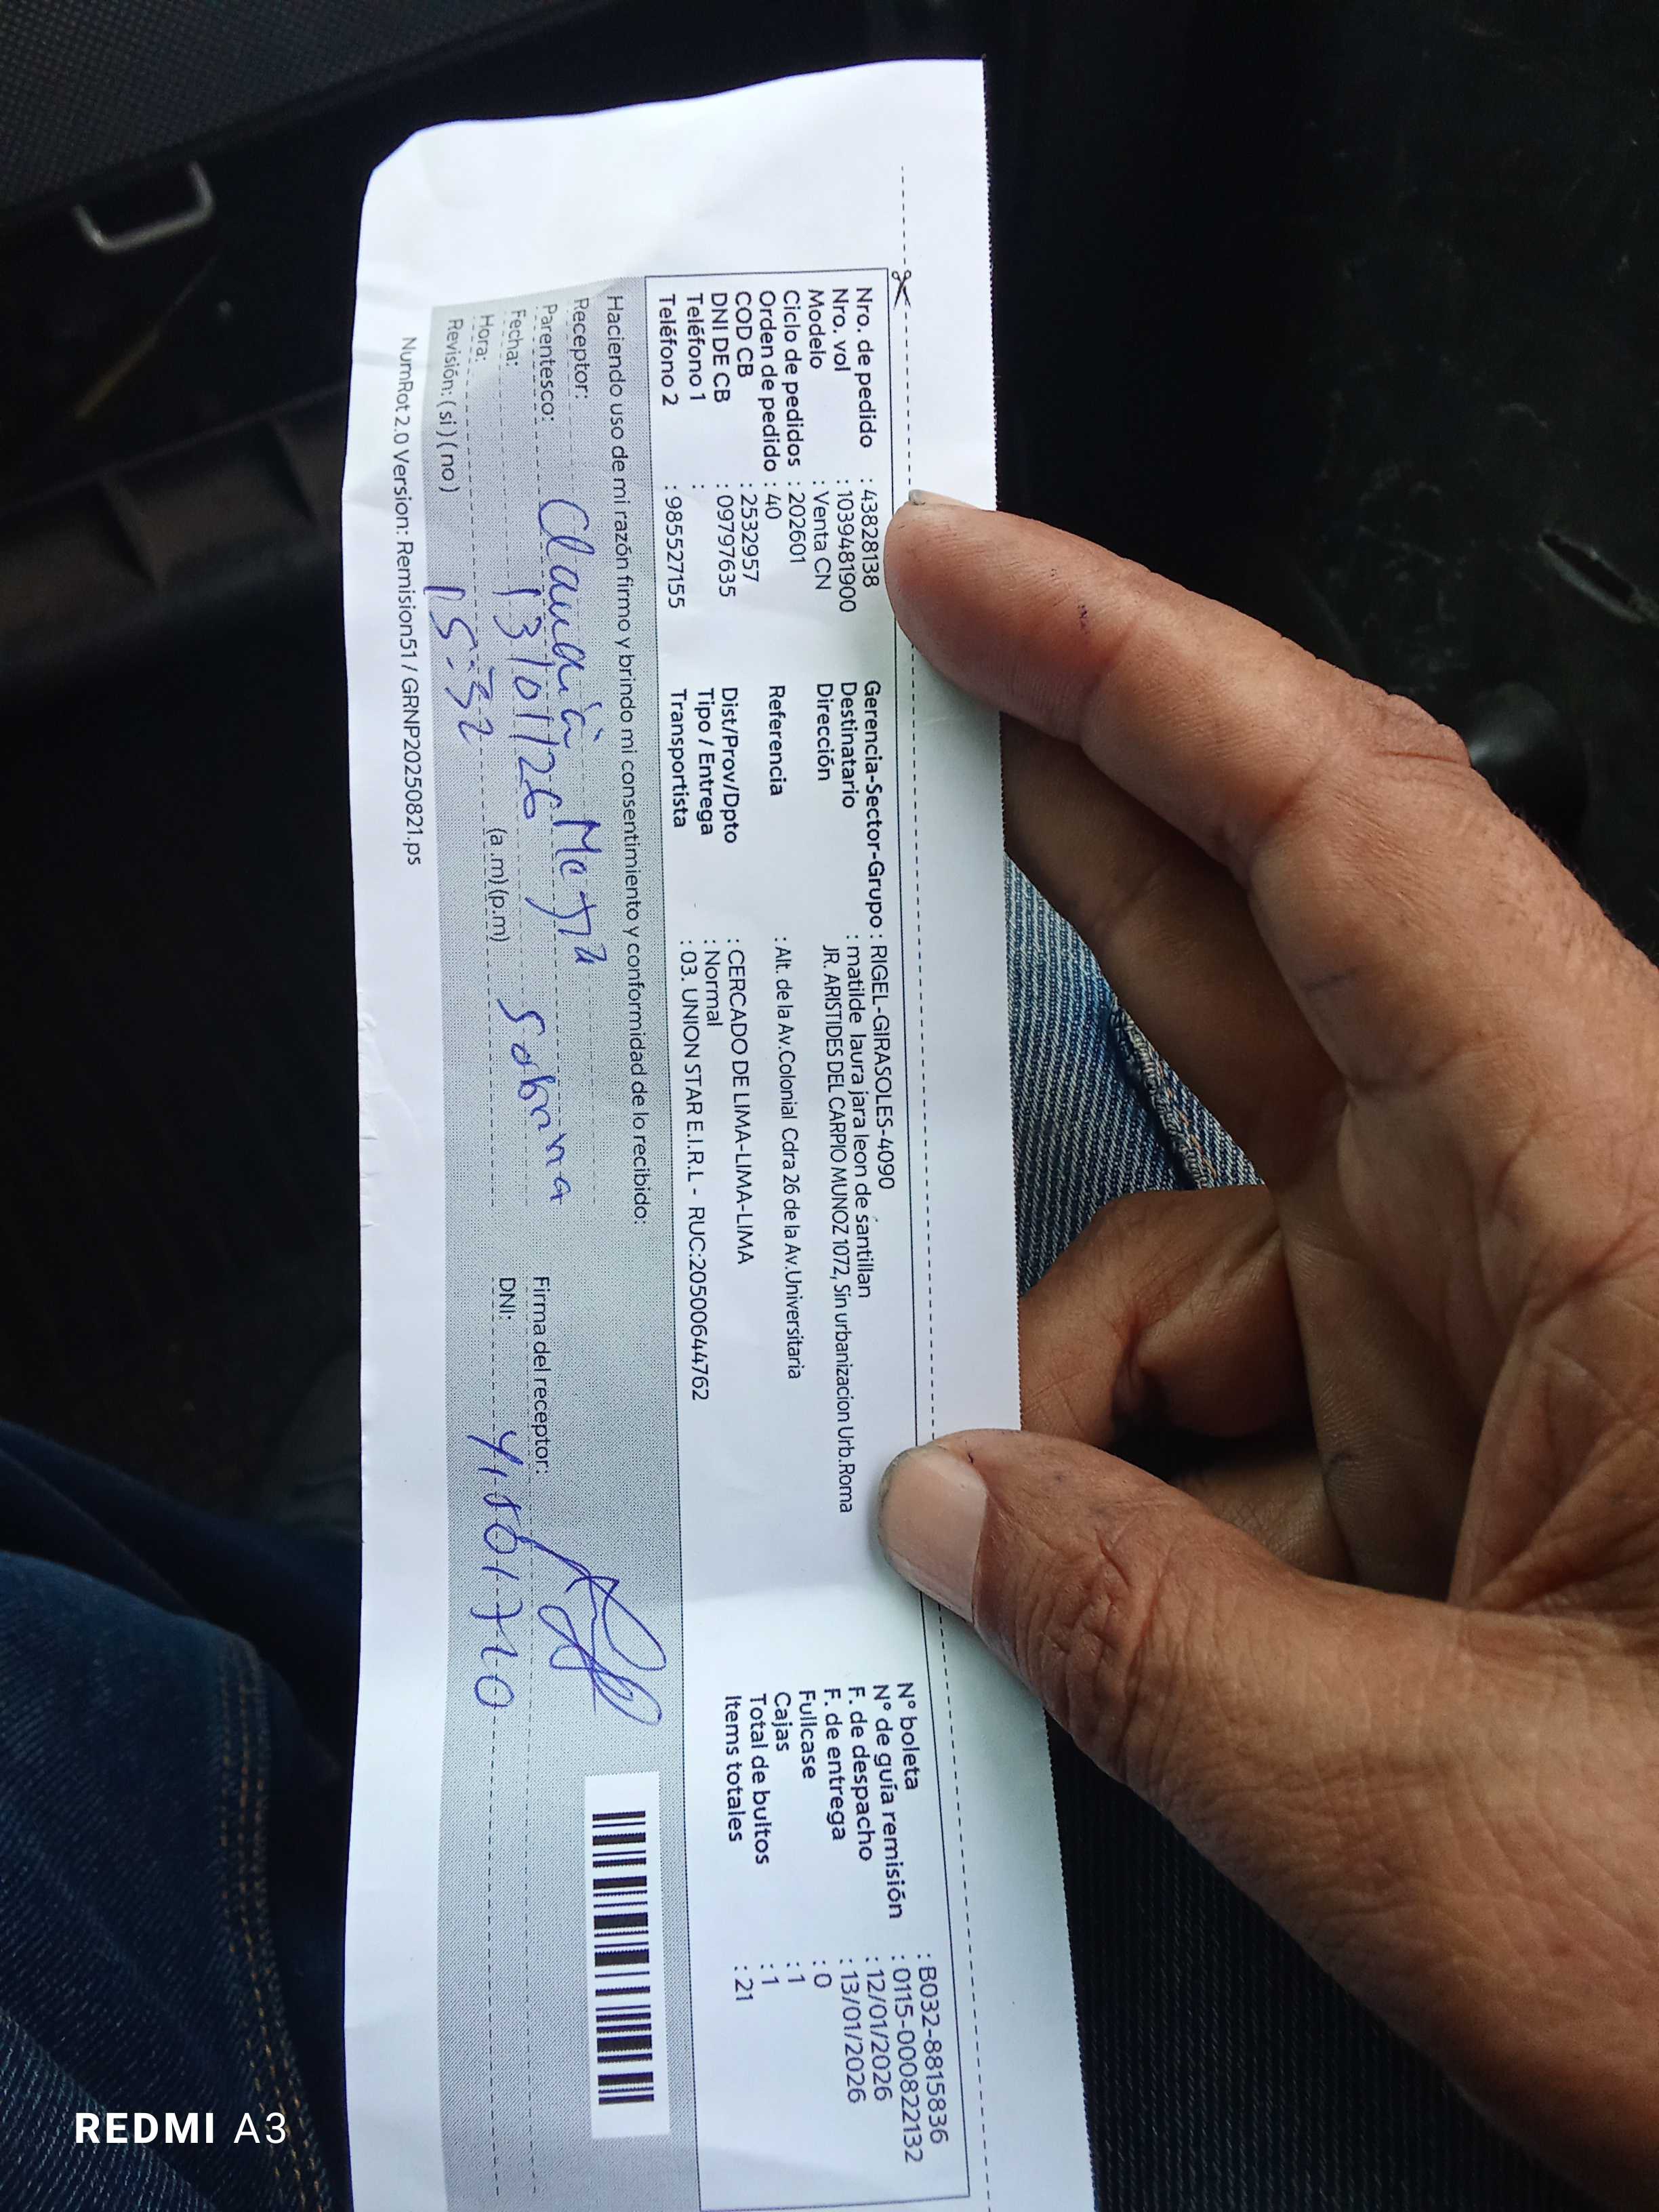 Nro. de pedido : 43828138
Nro. vol : 1039481900
Modelo : Venta CN
Ciclo de pedidos : 202601
Orden de pedido : 40
COD CB : 2532957
DNI DE CB : 09797635
Teléfono 1 :
Teléfono 2 : 985527155
Gerencia-Sector-Grupo : RIGEL-GIRASOLES-4090
Destinatario : matilde laura jara leon de santillan
Dirección JR. ARISTIDES DEL CARPIO MUNOZ 1072, Sin urbanizacion Urb.Roma
Referencia : Alt. de la Av.Colonial Cdra 26 de la Av.Universitaria
Dist/Prov/Dpto : CERCADO DE LIMA-LIMA-LIMA
Tipo / Entrega : Normal
Transportista : 03. UNION STAR E.I.R.L - RUC:20500644762
N° boleta : B032-8815836
N° de guía remisión : 0115-0000822132
F. de despacho : 12/01/2026
F. de entrega : 13/01/2026
Fullcase : 0
Cajas : 1
Total de bultos : 1
Items totales : 21
Haciendo uso de mi razón firmo y brindo mi consentimiento y conformidad de lo recibido:
Receptor: Claudia
Parentesco: Sobrina
Fecha: 13/01/26
Hora: 15:32 (a.m)(p.m)
Revisión: ( si ) ( no )
Firma del receptor:
DNI:
NumRot 2.0 Version: Remision51 / GRNP20250821.ps
REDMI A3